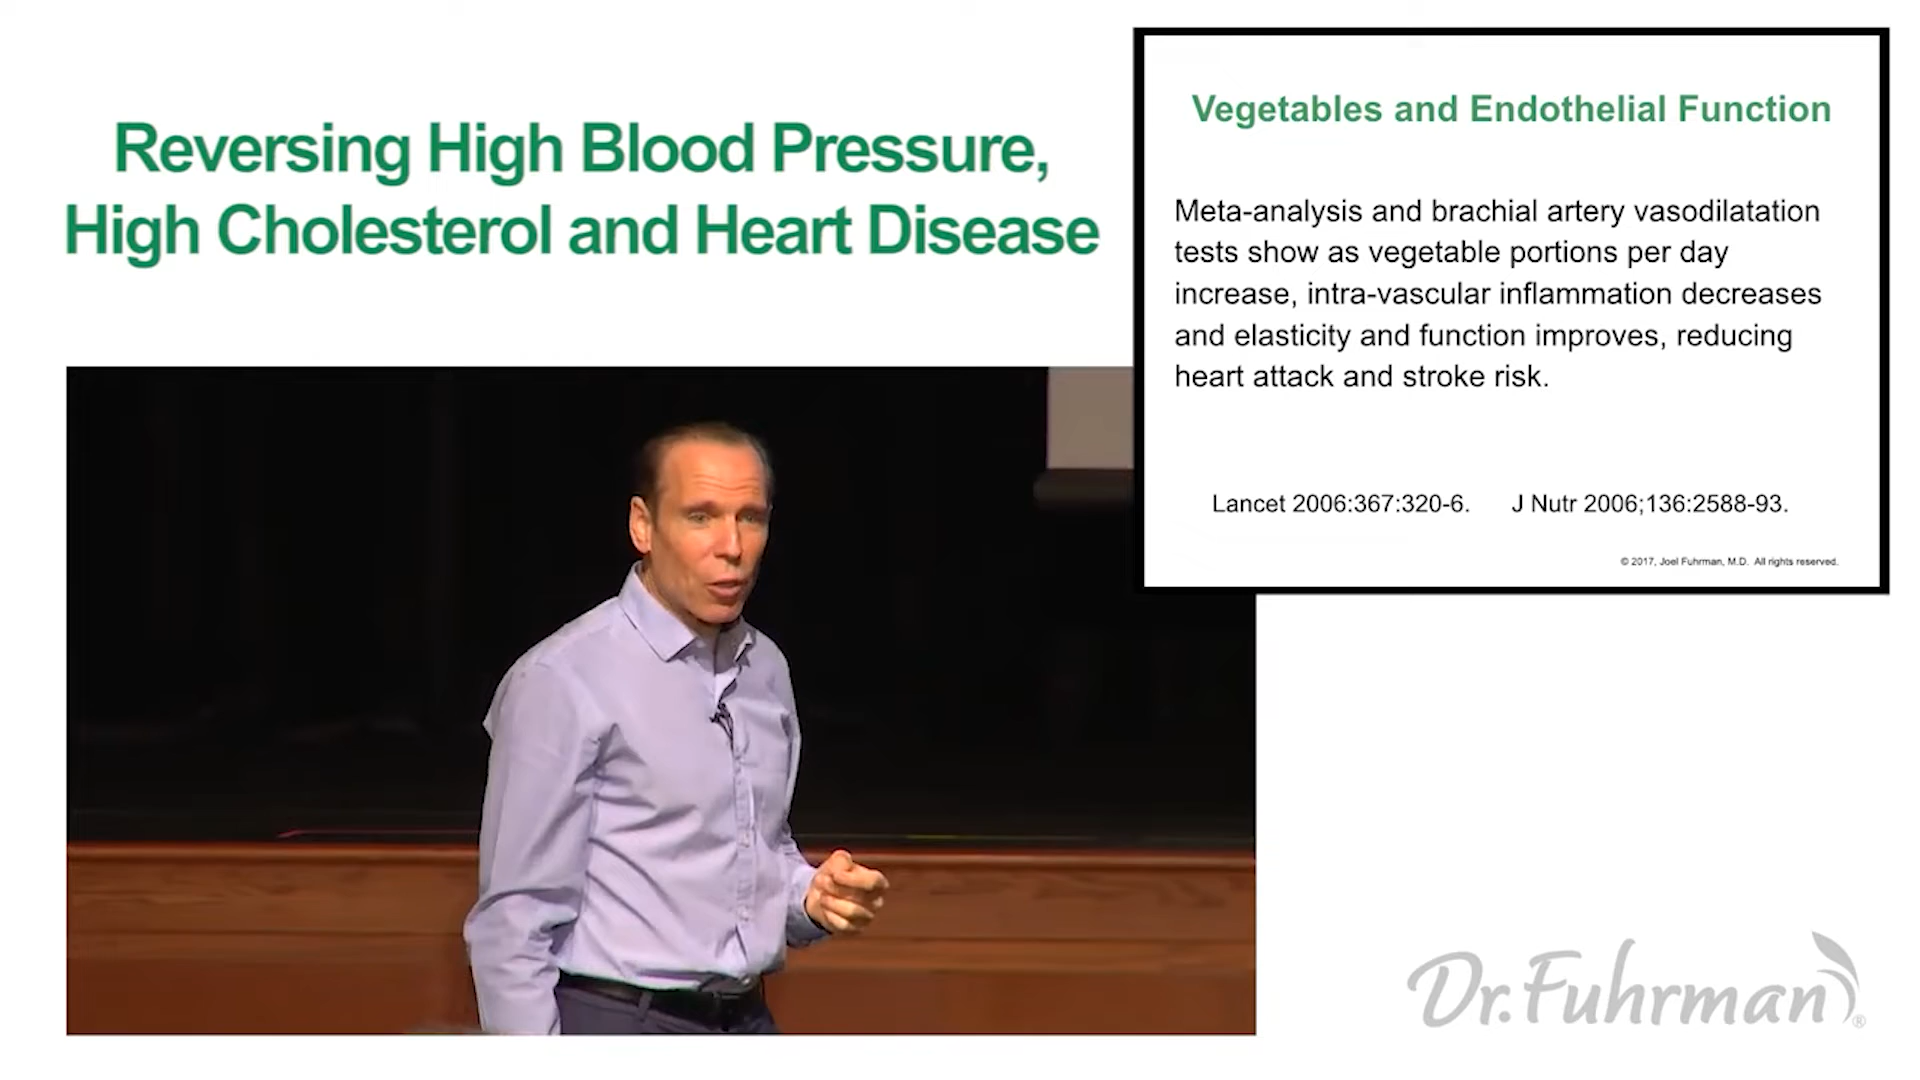 Reversing High Blood Pressure,
High Cholesterol and Heart Disease
Vegetables and Endothelial Function
Meta-analysis and brachial artery vasodilatation
tests show as vegetable portions per day
increase, intra-vascular inflammation decreases
and elasticity and function improves, reducing
heart attack and stroke risk.
Lancet 2006:367:320-6. J Nutr 2006;136:2588-93.
© 2017, Joel Fuhrman, M.D. All rights reserved.
Dr. Fuhrman®